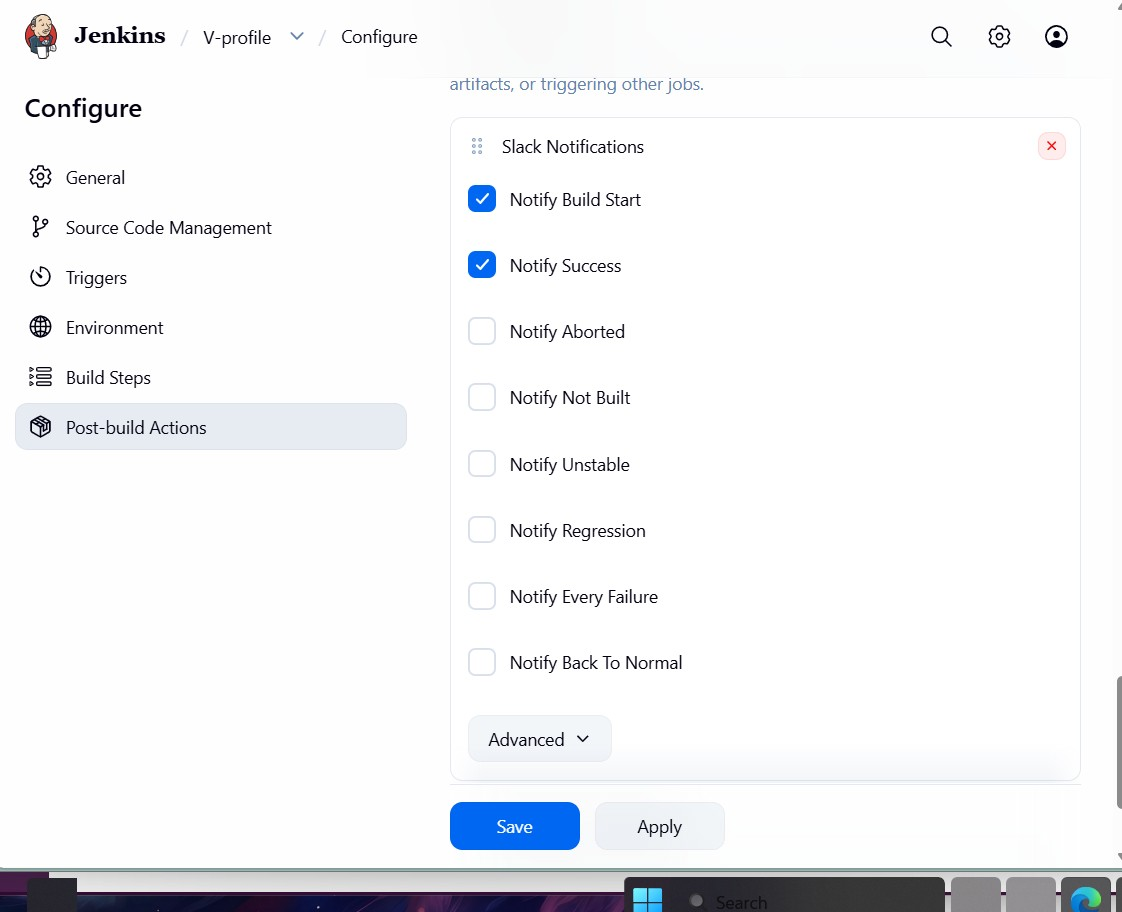 Jenkins / V-profile / Configure
Configure
General
Source Code Management
Triggers
Environment
Build Steps
Post-build Actions
artifacts, or triggering other jobs.
Slack Notifications
Notify Build Start
Notify Success
Notify Aborted
Notify Not Built
Notify Unstable
Notify Regression
Notify Every Failure
Notify Back To Normal
Advanced
Save
Apply
Search